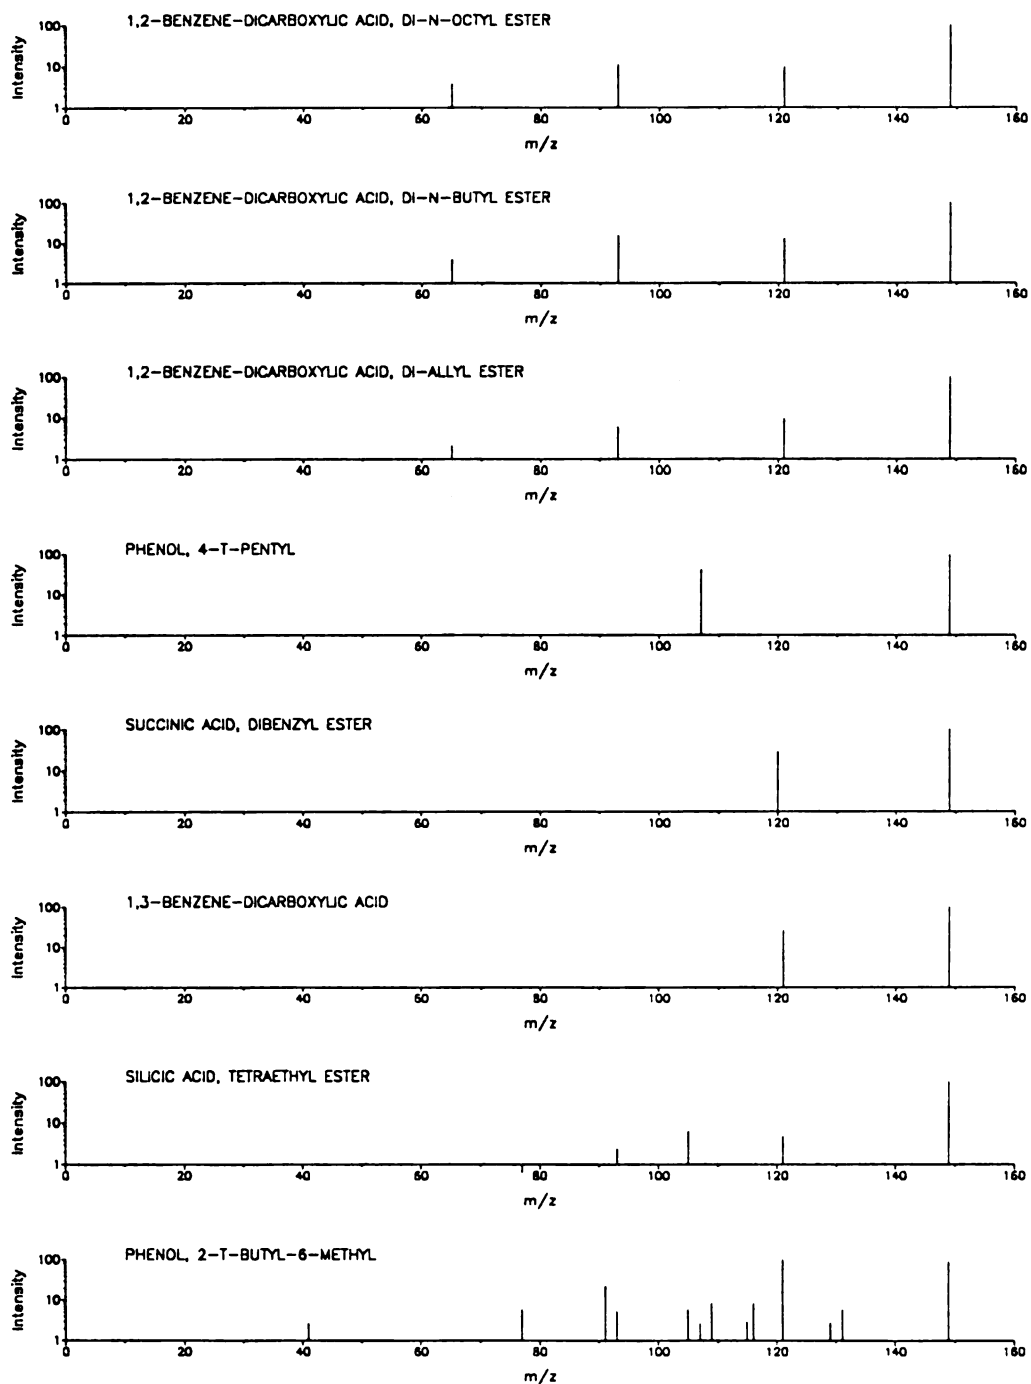 1,2-BENZENE-DICARBOXYLIC ACID, DI-N-OCTYL ESTER
Intensity
100
10
1
0 20 40 60 80 100 120 140 160
m/z
1,2-BENZENE-DICARBOXYLIC ACID, DI-N-BUTYL ESTER
Intensity
100
10
1
0 20 40 60 80 100 120 140 160
m/z
1,2-BENZENE-DICARBOXYLIC ACID, DI-ALLYL ESTER
Intensity
100
10
1
0 20 40 60 80 100 120 140 160
m/z
PHENOL, 4-T-PENTYL
Intensity
100
10
1
0 20 40 60 80 100 120 140 160
m/z
SUCCINIC ACID, DIBENZYL ESTER
Intensity
100
10
1
0 20 40 60 80 100 120 140 160
m/z
1,3-BENZENE-DICARBOXYLIC ACID
Intensity
100
10
1
0 20 40 60 80 100 120 140 160
m/z
SILICIC ACID, TETRAETHYL ESTER
Intensity
100
10
1
0 20 40 60 80 100 120 140 160
m/z
PHENOL, 2-T-BUTYL-6-METHYL
Intensity
100
10
1
0 20 40 60 80 100 120 140 160
m/z